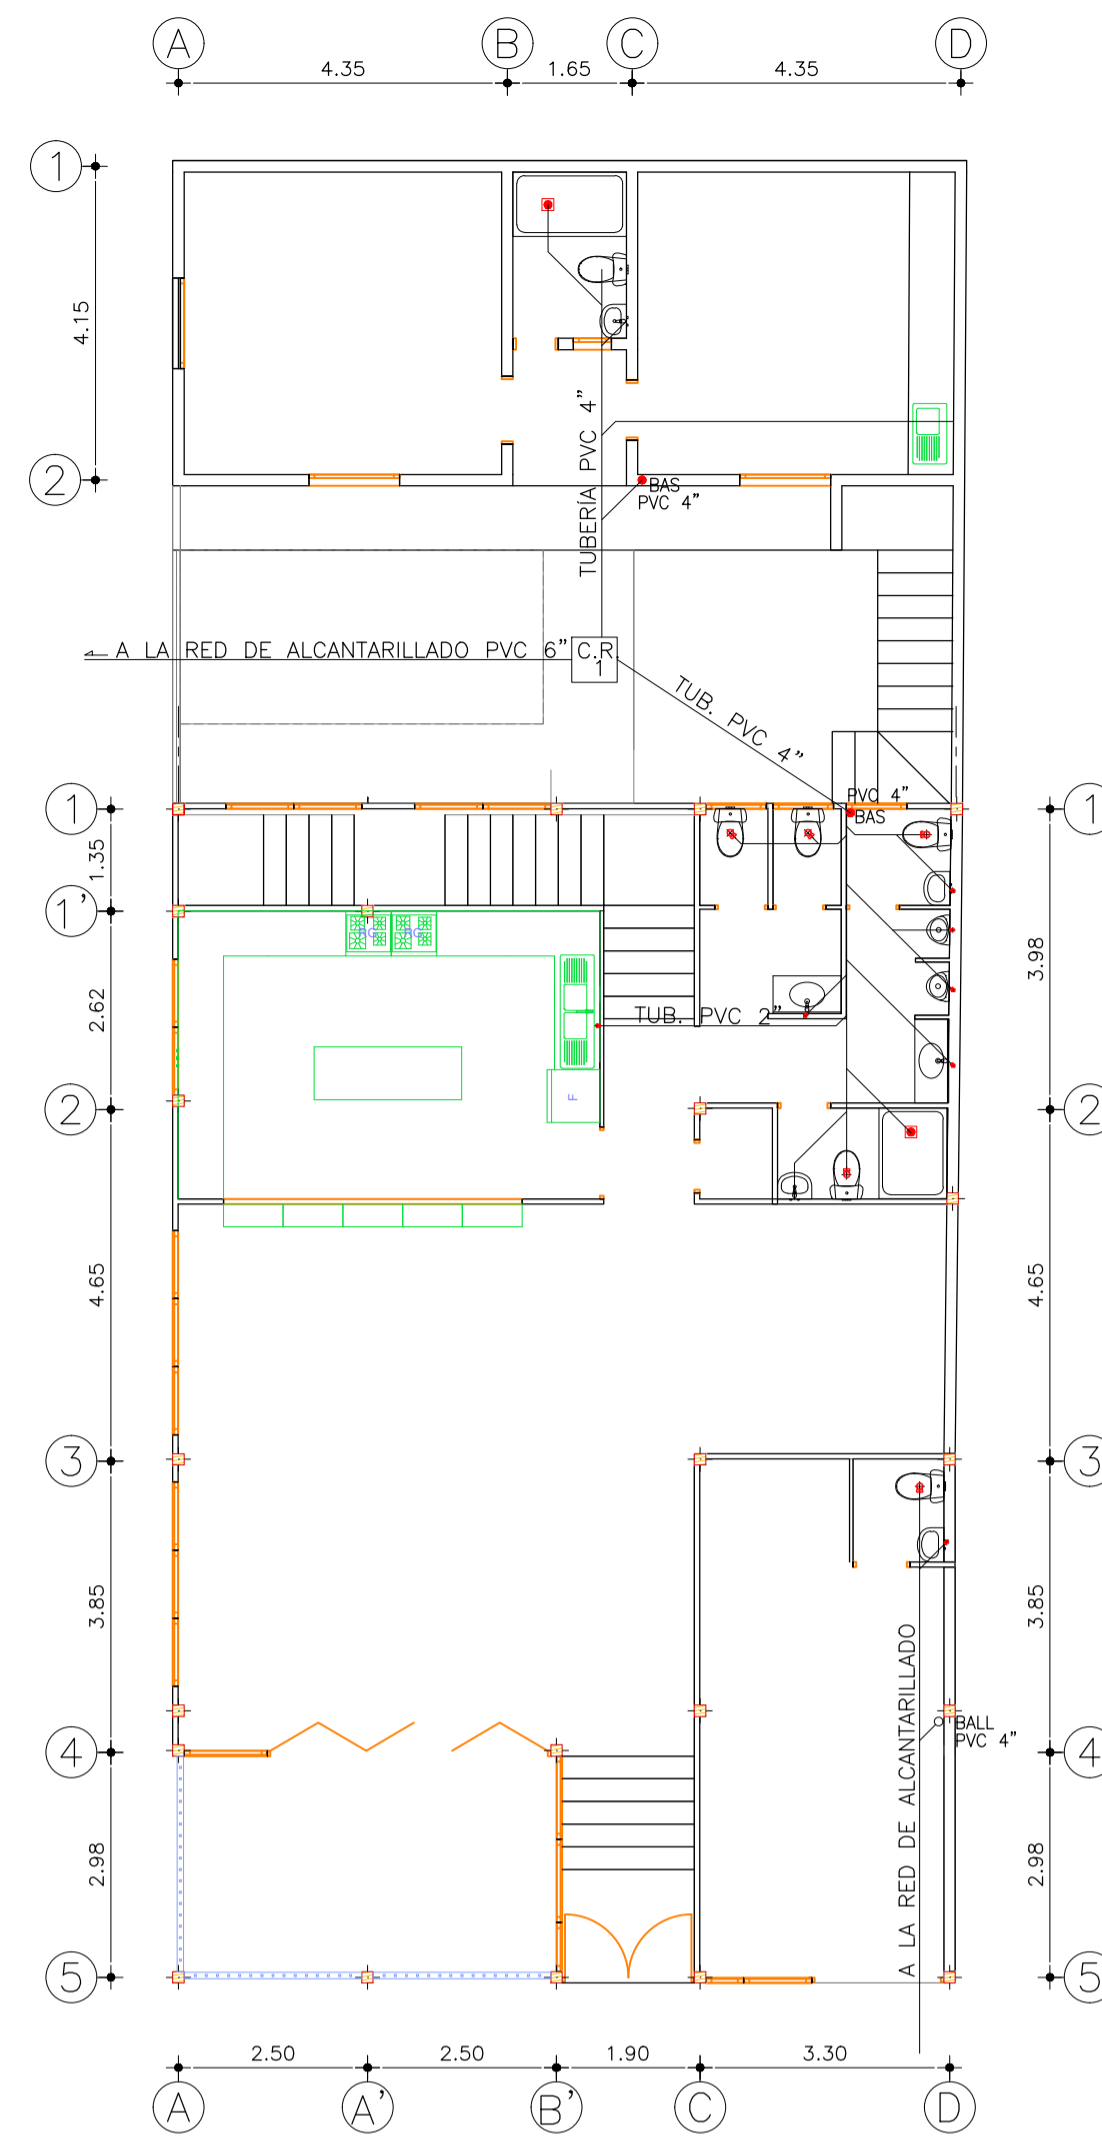 A B C D
4.35 1.65 4.35
1
4.15
2
TUBERÍA PVC 4"
BAS
PVC 4"
A LA RED DE ALCANTARILLADO PVC 6"
C.R.
1
TUB. PVC 4"
PVC 4"
BAS
1 1
1.35
1'
RG RG
2.62
3.98
TUB. PVC 2"
F
2 2
4.65 4.65
3 3
3.85 3.85
A LA RED DE ALCANTARILLADO
BALL
PVC 4"
4 4
2.98 2.98
5 5
2.50 2.50 1.90 3.30
A A' B' C D